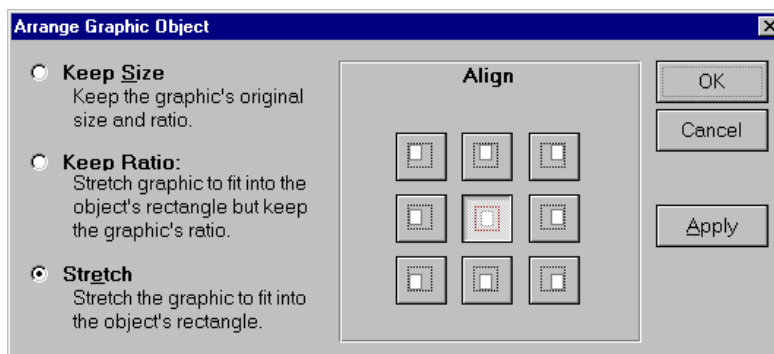 Arrange Graphic Object
Keep Size
Keep the graphic's original
size and ratio.
Keep Ratio:
Stretch graphic to fit into the
object's rectangle but keep
the graphic's ratio.
Stretch
Stretch the graphic to fit into
the object's rectangle.
Align
OK
Cancel
Apply